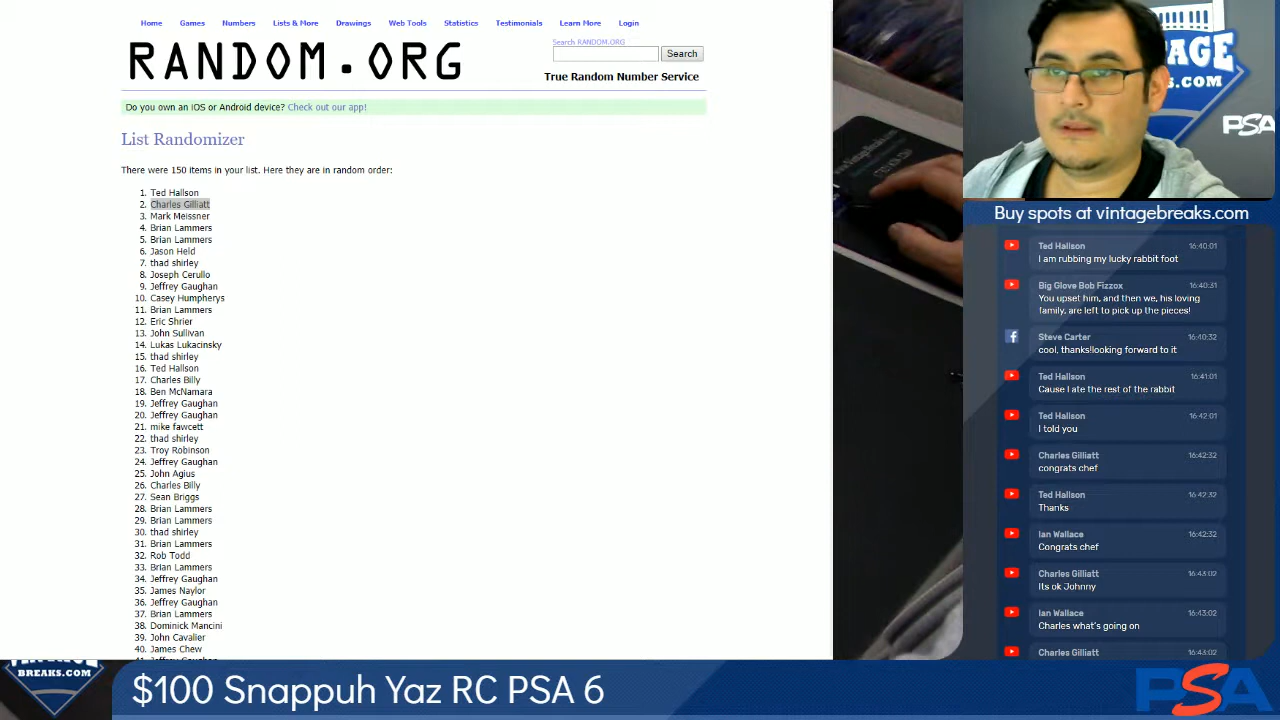 Home Games Numbers Lists & More Drawings Web Tools Statistics Testimonials Learn More Login
RANDOM.ORG
Search RANDOM.ORG
Search
True Random Number Service
Do you own an iOS or Android device? Check out our app!
List Randomizer
There were 150 items in your list. Here they are in random order:
1. Ted Hallson
2. Charles Gilliatt
3. Mark Meissner
4. Brian Lammers
5. Brian Lammers
6. Jason Held
7. thad shirley
8. Joseph Cerullo
9. Jeffrey Gaughan
10. Casey Humpherys
11. Brian Lammers
12. Eric Shrier
13. John Sullivan
14. Lukas Lukacinsky
15. thad shirley
16. Ted Hallson
17. Charles Billy
18. Ben McNamara
19. Jeffrey Gaughan
20. Jeffrey Gaughan
21. mike fawcett
22. thad shirley
23. Troy Robinson
24. Jeffrey Gaughan
25. John Agius
26. Charles Billy
27. Sean Briggs
28. Brian Lammers
29. Brian Lammers
30. thad shirley
31. Brian Lammers
32. Rob Todd
33. Brian Lammers
34. Jeffrey Gaughan
35. James Naylor
36. Jeffrey Gaughan
37. Brian Lammers
38. Dominick Mancini
39. John Cavalier
40. James Chew
41. Jeffrey Gaughan
PSA
Buy spots at vintagebreaks.com
Ted Hallson 16:40:01
I am rubbing my lucky rabbit foot
Big Glove Bob Fizzox 16:40:31
You upset him, and then we, his loving
family, are left to pick up the pieces!
Steve Carter 16:40:32
cool, thanks!looking forward to it
Ted Hallson 16:41:01
Cause I ate the rest of the rabbit
Ted Hallson 16:42:01
I told you
Charles Gilliatt 16:42:32
congrats chef
Ted Hallson 16:42:32
Thanks
Ian Wallace 16:42:32
Congrats chef
Charles Gilliatt 16:43:02
Its ok Johnny
Ian Wallace 16:43:02
Charles what's going on
Charles Gilliatt 16:43:02
BREAKS.COM
$100 Snappuh Yaz RC PSA 6
PSA